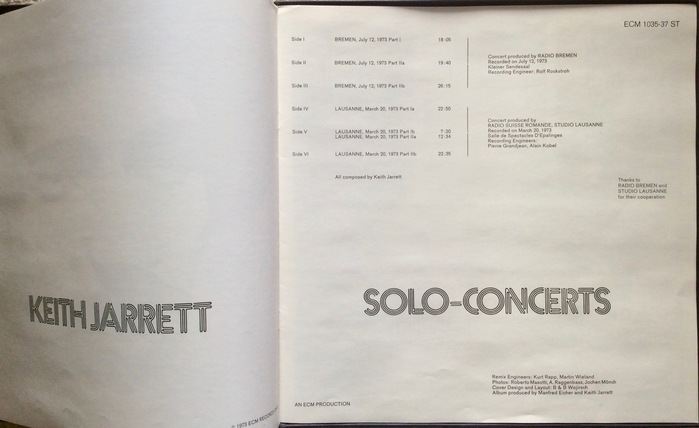 ECM 1035-37 ST
Side I BREMEN, July 12, 1973 Part I 18:05
Side II BREMEN, July 12, 1973 Part IIa 19:40
Side III BREMEN, July 12, 1973 Part IIb 26:15
Concert produced by RADIO BREMEN
Recorded on July 12, 1973
Kleiner Sendesaal
Recording Engineer: Rolf Rockstroh
Side IV LAUSANNE, March 20, 1973 Part Ia 22:50
Side V LAUSANNE, March 20, 1973 Part Ib 7:30
LAUSANNE, March 20, 1973 Part IIa 12:34
Side VI LAUSANNE, March 20, 1973 Part IIb 22:35
Concert produced by
RADIO SUISSE ROMANDE, STUDIO LAUSANNE
Recorded on March 20, 1973
Salle de Spectacles D'Epalinges
Recording Engineers:
Pierre Grandjean, Alain Kobel
All composed by Keith Jarrett
Thanks to
RADIO BREMEN and
STUDIO LAUSANNE
for their cooperation
KEITH JARRETT
SOLO-CONCERTS
Remix Engineers: Kurt Rapp, Martin Wieland
Photos: Roberto Masotti, A. Raggenbass, Jochen Mönch
Cover Design and Layout: B & B Wojirsch
Album produced by Manfred Eicher and Keith Jarrett
AN ECM PRODUCTION
1973 ECM